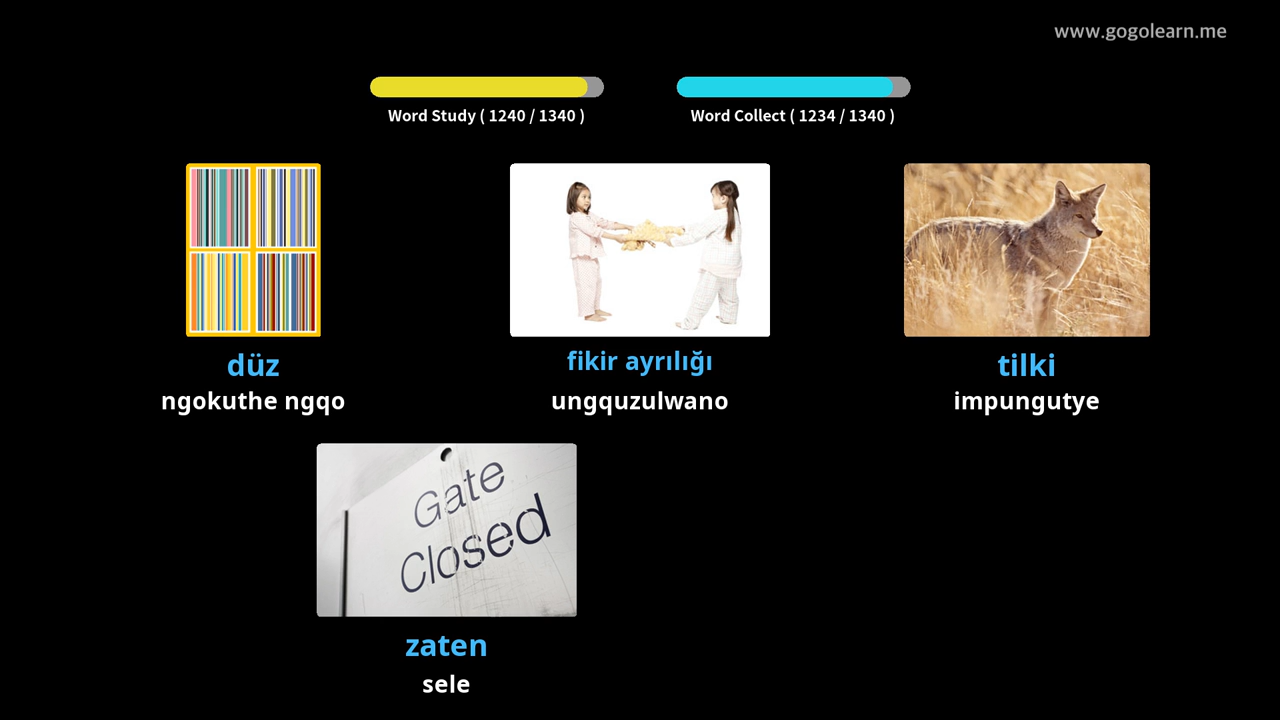 www.gogolearn.me
Word Study ( 1240 / 1340 )
Word Collect ( 1234 / 1340 )
düz
ngokuthe ngqo
fikir ayrılığı
ungquzulwano
tilki
impungutye
Gate
Closed
zaten
sele